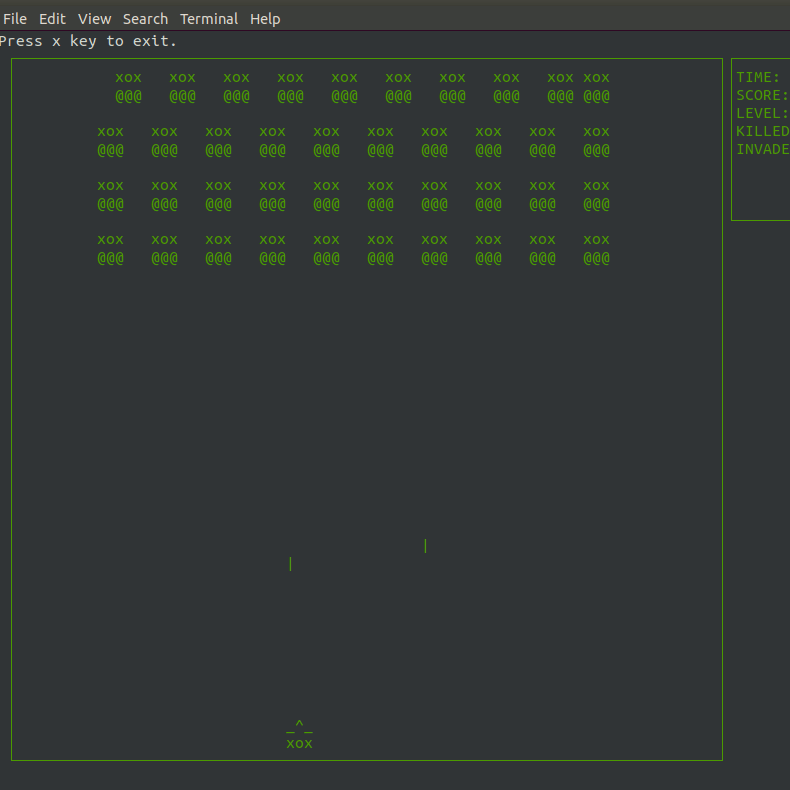 File Edit View Search Terminal Help
Press x key to exit.
xox xox xox xox xox xox xox xox xox xox
@@@ @@@ @@@ @@@ @@@ @@@ @@@ @@@ @@@ @@@
xox xox xox xox xox xox xox xox xox xox
@@@ @@@ @@@ @@@ @@@ @@@ @@@ @@@ @@@ @@@
xox xox xox xox xox xox xox xox xox xox
@@@ @@@ @@@ @@@ @@@ @@@ @@@ @@@ @@@ @@@
xox xox xox xox xox xox xox xox xox xox
@@@ @@@ @@@ @@@ @@@ @@@ @@@ @@@ @@@ @@@
|
|
_^_
xox
TIME:
SCORE:
LEVEL:
KILLED
INVADE